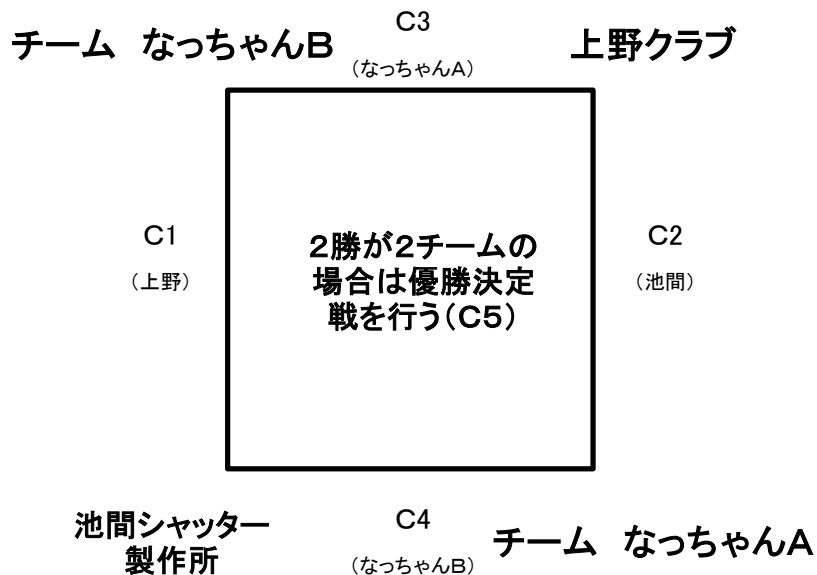 C3
チーム　なっちゃんB
上野クラブ
（なっちゃんA）
C1
（上野）
2勝が2チームの
場合は優勝決定
戦を行う（C5）
C2
（池間）
池間シャッター
製作所
C4
（なっちゃんB）
チーム　なっちゃんA